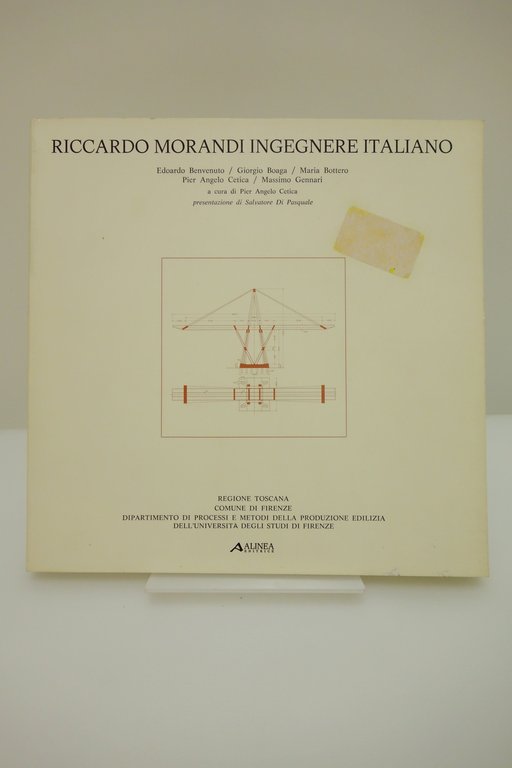 RICCARDO MORANDI INGEGNERE ITALIANO
Edoardo Benvenuto / Giorgio Boaga / Maria Bottero
Pier Angelo Cetica / Massimo Gennari
a cura di Pier Angelo Cetica
presentazione di Salvatore Di Pasquale
REGIONE TOSCANA
COMUNE DI FIRENZE
DIPARTIMENTO DI PROCESSI E METODI DELLA PRODUZIONE EDILIZIA
DELL'UNIVERSITÀ DEGLI STUDI DI FIRENZE
ALINEA
EDITRICE